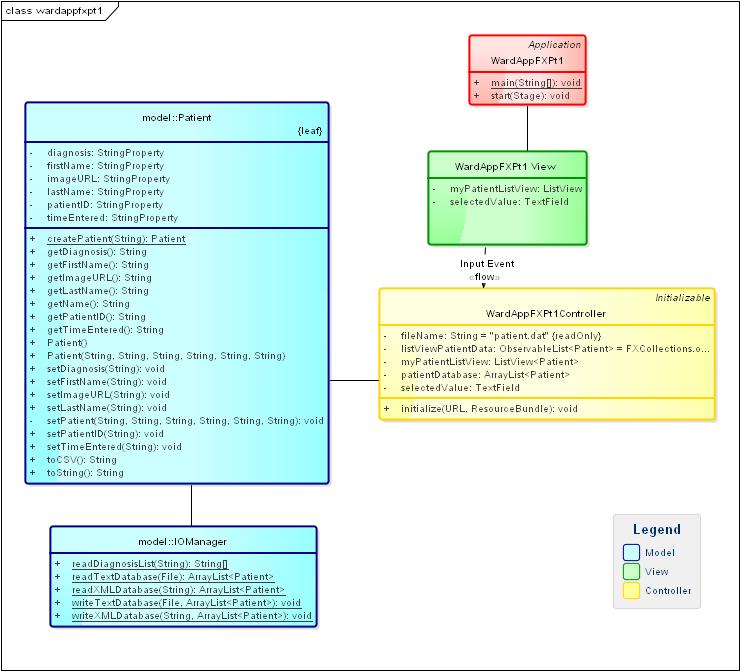 class wardappfxpt1
Application
WardAppFXPt1
+ main(String[]): void
+ start(Stage): void
model::Patient
{leaf}
- diagnosis: StringProperty
- firstName: StringProperty
- imageURL: StringProperty
- lastName: StringProperty
- patientID: StringProperty
- timeEntered: StringProperty
+ createPatient(String): Patient
+ getDiagnosis(): String
+ getFirstName(): String
+ getImageURL(): String
+ getLastName(): String
+ getName(): String
+ getPatientID(): String
+ getTimeEntered(): String
+ Patient()
+ Patient(String, String, String, String, String, String)
+ setDiagnosis(String): void
+ setFirstName(String): void
+ setImageURL(String): void
+ setLastName(String): void
- setPatient(String, String, String, String, String, String): void
+ setPatientID(String): void
+ setTimeEntered(String): void
+ toCSV(): String
+ toString(): String
WardAppFXPt1 View
- myPatientListView: ListView
- selectedValue: TextField
Input Event
«flow»
Initializable
WardAppFXPt1Controller
- fileName: String = "patient.dat" {readOnly}
- listViewPatientData: ObservableList<Patient> = FXCollections.o...
- myPatientListView: ListView<Patient>
- patientDatabase: ArrayList<Patient>
- selectedValue: TextField
+ initialize(URL, ResourceBundle): void
model::IOManager
+ readDiagnosisList(String): String[]
+ readTextDatabase(File): ArrayList<Patient>
+ readXMLDatabase(String): ArrayList<Patient>
+ writeTextDatabase(File, ArrayList<Patient>): void
+ writeXMLDatabase(String, ArrayList<Patient>): void
Legend
Model
View
Controller